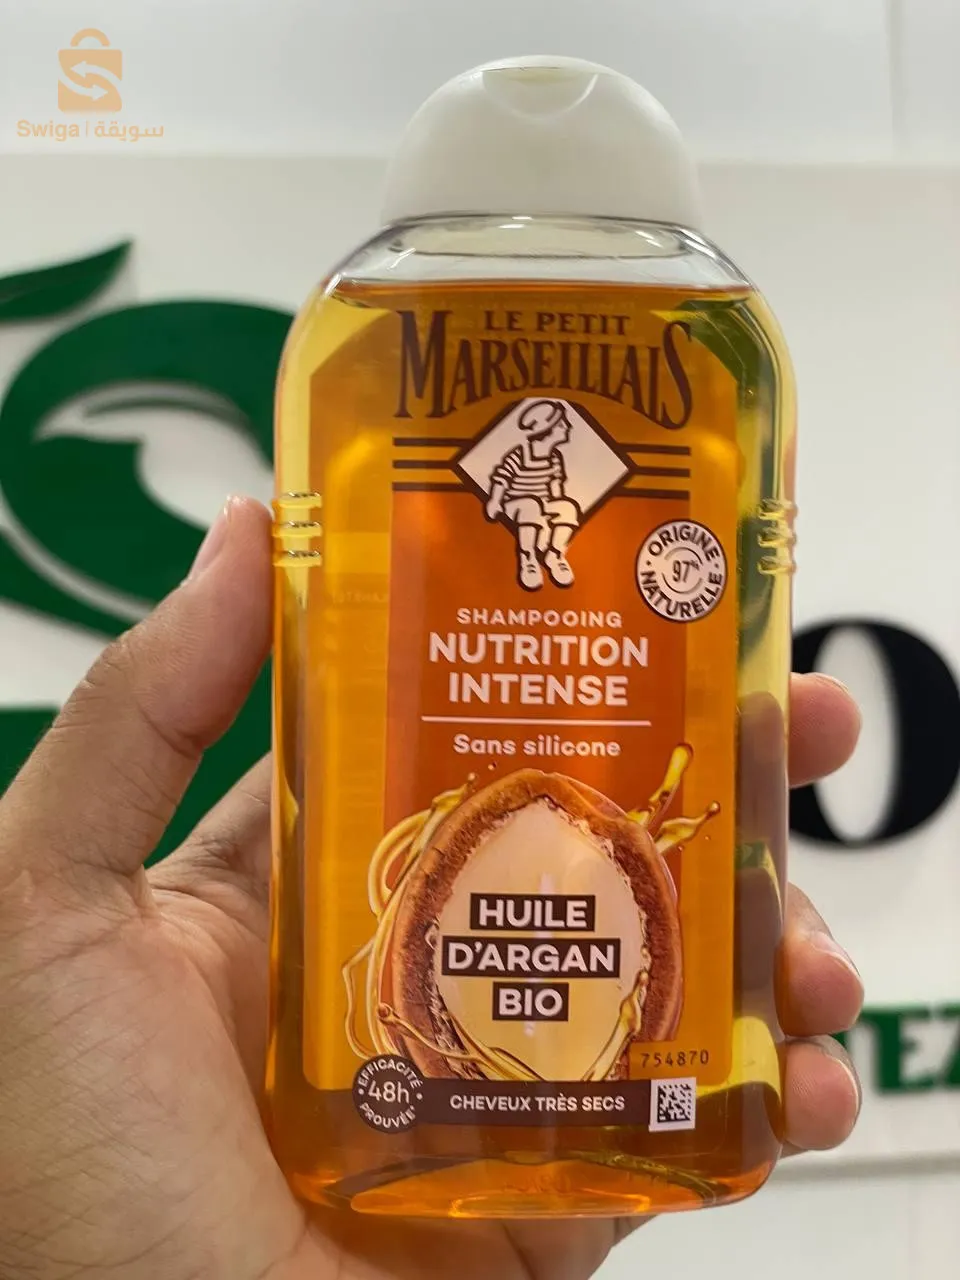 Swiga | سويقة
LE PETIT
MARSEILLAIS
ORIGINE
97%
NATURELLE
SHAMPOOING
NUTRITION
INTENSE
Sans silicone
HUILE
D'ARGAN
BIO
754870
EFFICACITÉ
48h
PROUVÉE*
CHEVEUX TRÈS SECS